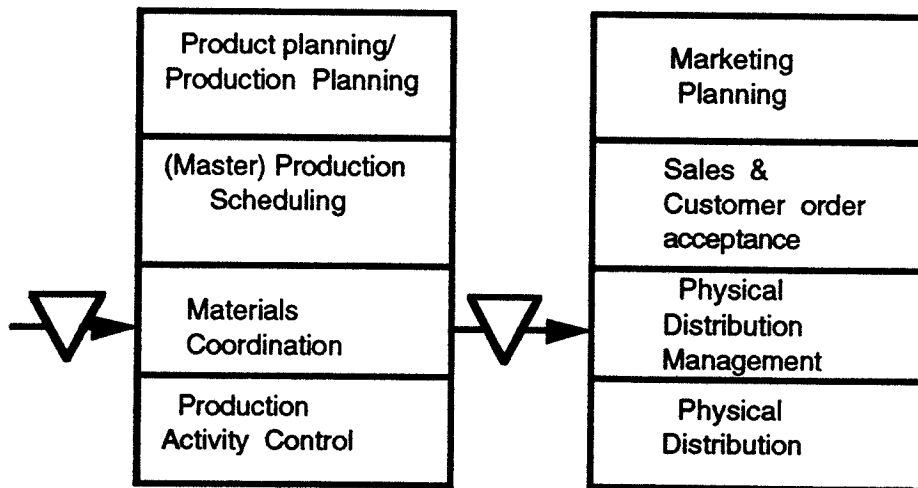 Product planning/
Production Planning
(Master) Production
Scheduling
Materials
Coordination
Production
Activity Control
Marketing
Planning
Sales &
Customer order
acceptance
Physical
Distribution
Management
Physical
Distribution